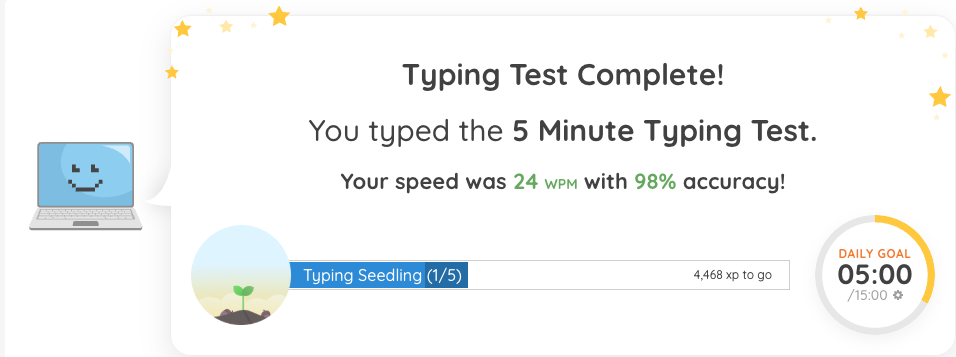 Typing Test Complete!
You typed the 5 Minute Typing Test.
Your speed was 24 WPM with 98% accuracy!
Typing Seedling (1/5)
4,468 xp to go
DAILY GOAL
05:00
/15:00